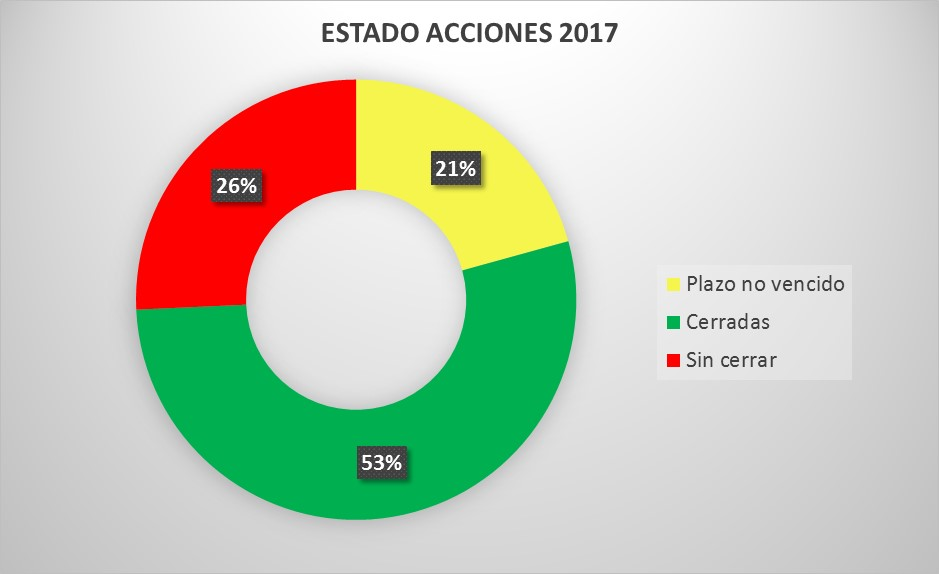 ESTADO ACCIONES 2017
21%
26%
53%
Plazo no vencido
Cerradas
Sin cerrar